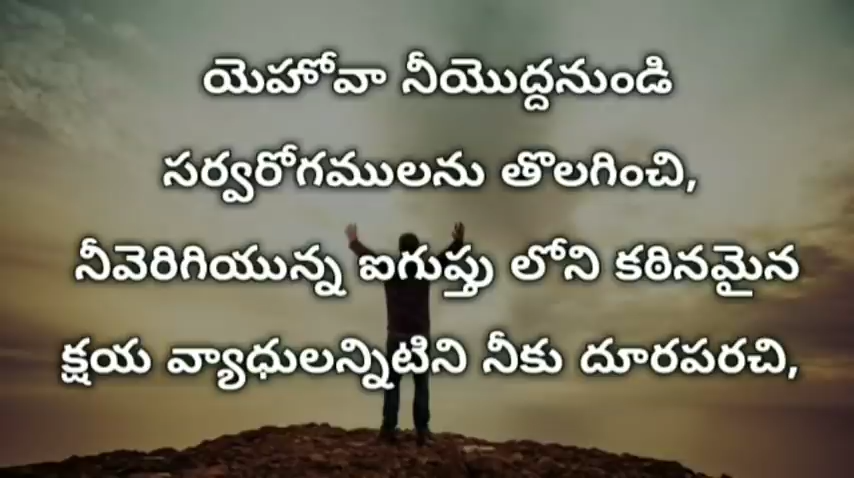 యెహోవా నీయొద్దనుండి
సర్వరోగములను తొలగించి,
నీవెరిగియున్న ఐగుప్తు లోని కఠినమైన
క్షయ వ్యాధులన్నిటిని నీకు దూరపరచి,